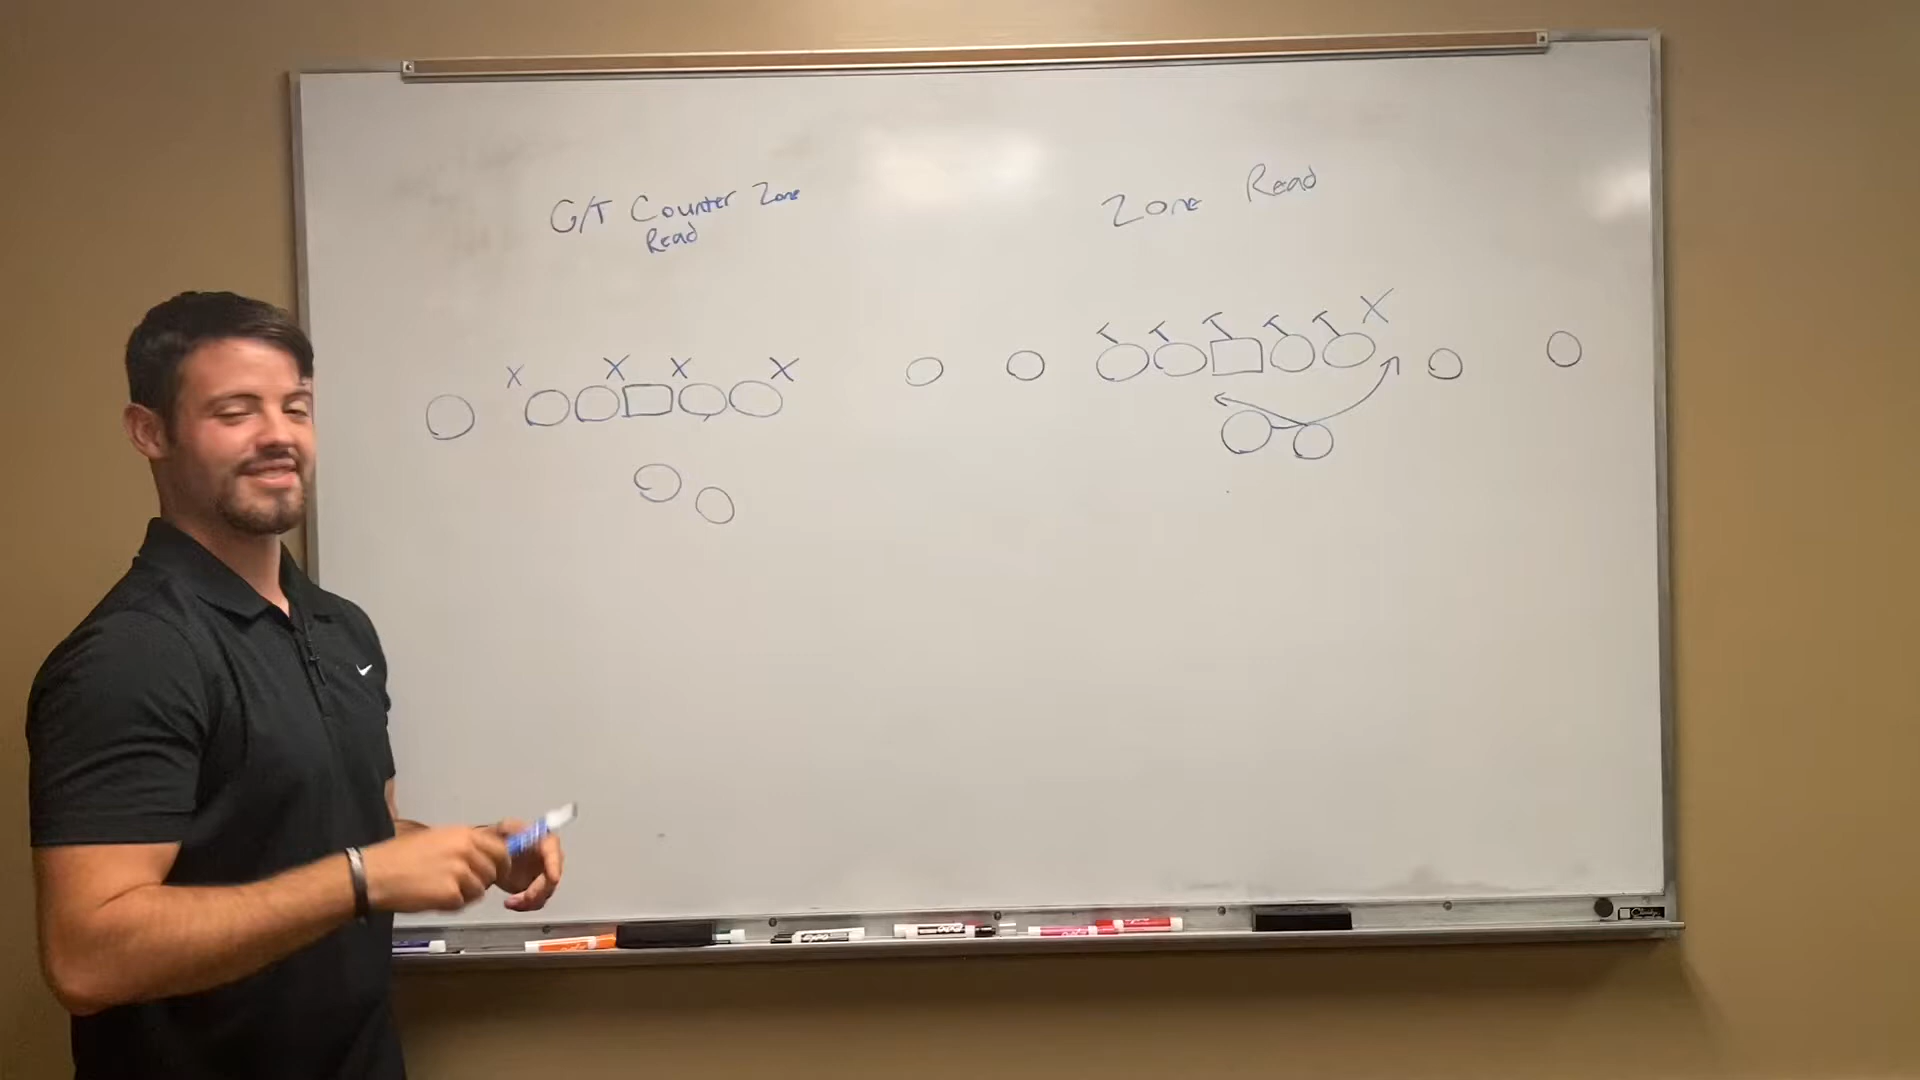 G/T Counter Zone
Read
Zone Read
X X X X
X